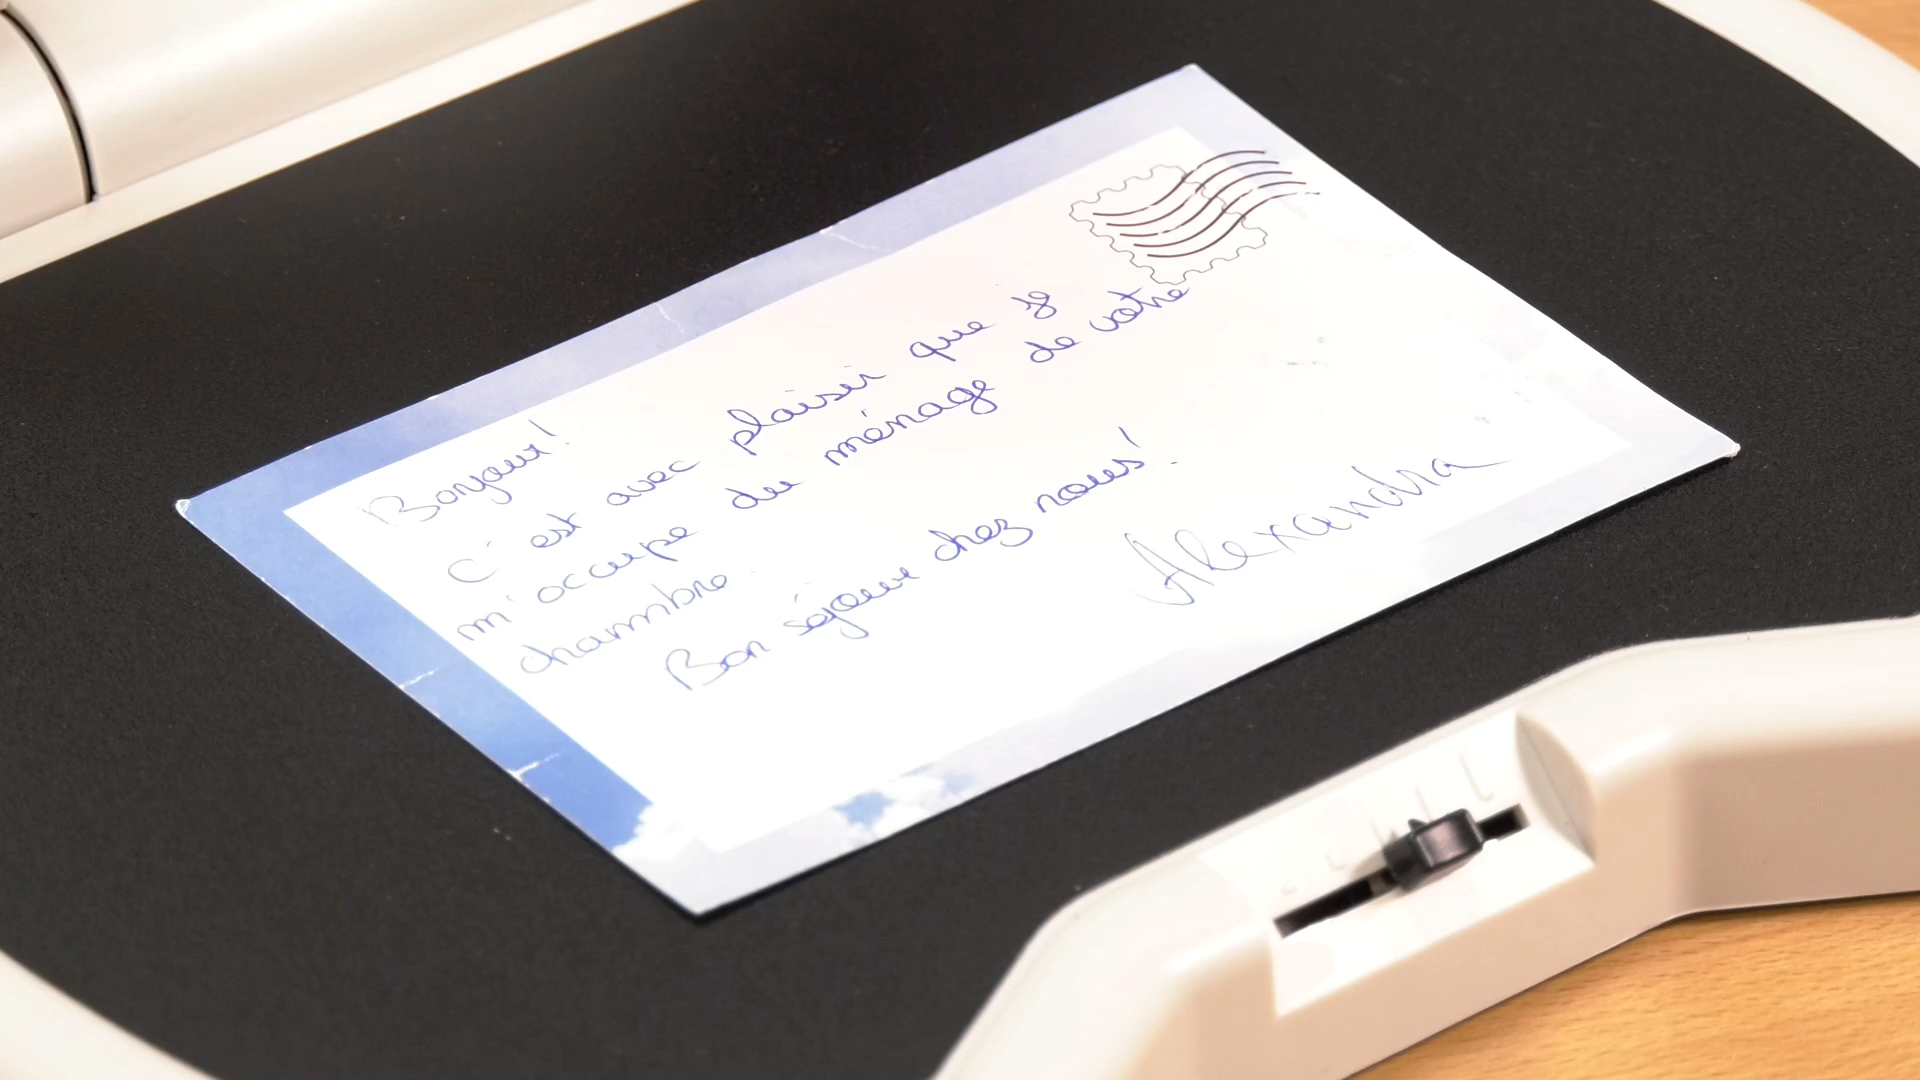 Bonjour!
C'est avec plaisir que je
m'occupe du ménage de votre
chambre.
Bon séjour chez nous!
Alexandra